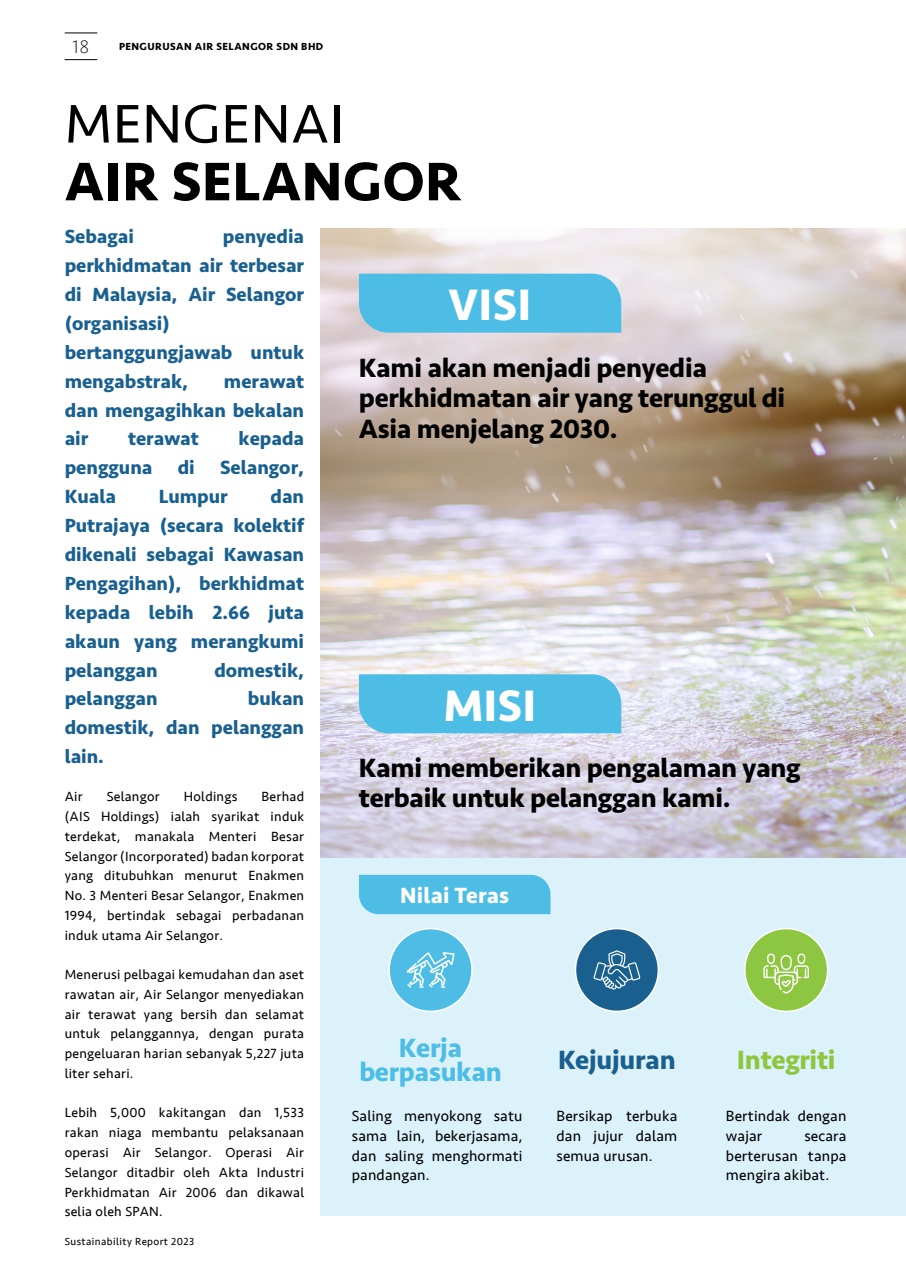 18
PENGURUSAN AIR SELANGOR SDN BHD
MENGENAI
AIR SELANGOR
Sebagai penyedia
perkhidmatan air terbesar
di Malaysia, Air Selangor
(organisasi)
bertanggungjawab untuk
mengabstrak, merawat
dan mengagihkan bekalan
air terawat kepada
pengguna di Selangor,
Kuala Lumpur dan
Putrajaya (secara kolektif
dikenali sebagai Kawasan
Pengagihan), berkhidmat
kepada lebih 2.66 juta
akaun yang merangkumi
pelanggan domestik,
pelanggan bukan
domestik, dan pelanggan
lain.
Air Selangor Holdings Berhad
(AIS Holdings) ialah syarikat induk
terdekat, manakala Menteri Besar
Selangor (Incorporated) badan korporat
yang ditubuhkan menurut Enakmen
No. 3 Menteri Besar Selangor, Enakmen
1994, bertindak sebagai perbadanan
induk utama Air Selangor.
Menerusi pelbagai kemudahan dan aset
rawatan air, Air Selangor menyediakan
air terawat yang bersih dan selamat
untuk pelanggannya, dengan purata
pengeluaran harian sebanyak 5,227 juta
liter sehari.
Lebih 5,000 kakitangan dan 1,533
rakan niaga membantu pelaksanaan
operasi Air Selangor. Operasi Air
Selangor ditadbir oleh Akta Industri
Perkhidmatan Air 2006 dan dikawal
selia oleh SPAN.
VISI
Kami akan menjadi penyedia
perkhidmatan air yang terunggul di
Asia menjelang 2030.
MISI
Kami memberikan pengalaman yang
terbaik untuk pelanggan kami.
Nilai Teras
Kerja
berpasukan
Saling menyokong satu
sama lain, bekerjasama,
dan saling menghormati
pandangan.
Kejujuran
Bersikap terbuka
dan jujur dalam
semua urusan.
Integriti
Bertindak dengan
wajar secara
berterusan tanpa
mengira akibat.
Sustainability Report 2023